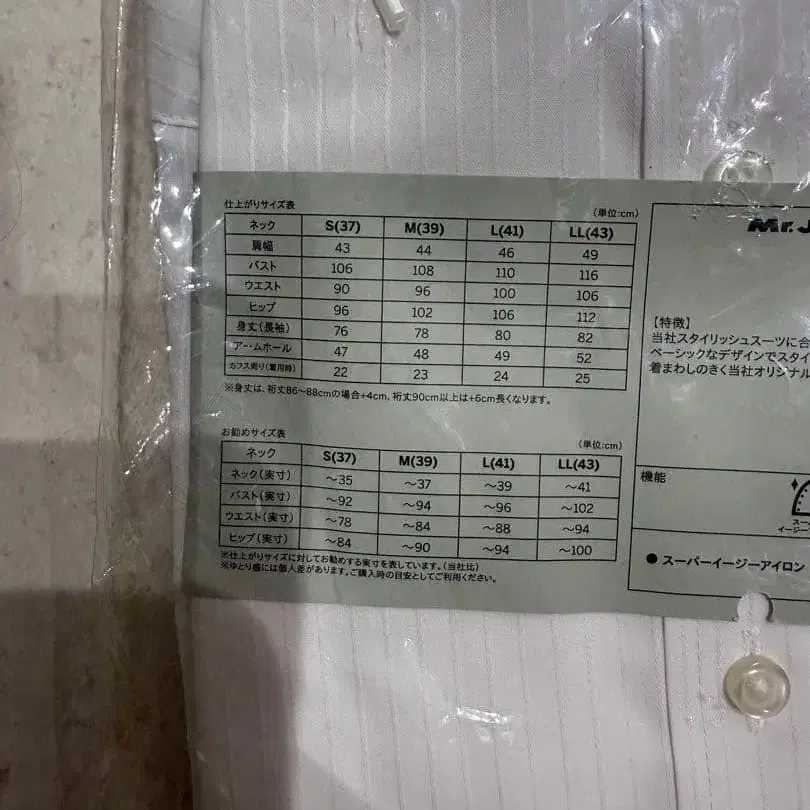 仕上がりサイズ表
(単位:cm)
ネック S(37) M(39) L(41) LL(43)
肩幅 43 44 46 49
バスト 106 108 110 116
ウエスト 90 96 100 106
ヒップ 96 102 106 112
身丈(長袖) 76 78 80 82
アームホール 47 48 49 52
カフス周り(着用時) 22 23 24 25
※身丈は、裄丈86〜88cmの場合+4cm、裄丈90cm以上は+6cm長くなります。
お勧めサイズ表
(単位:cm)
ネック S(37) M(39) L(41) LL(43)
ネック(実寸) 〜35 〜37 〜39 〜41
バスト(実寸) 〜92 〜94 〜96 〜102
ウエスト(実寸) 〜78 〜84 〜88 〜94
ヒップ(実寸) 〜84 〜90 〜94 〜100
※仕上がりサイズに対してお勧めする実寸を表しています。(当社比)
※ゆとり感には個人差があります。ご購入時の目安としてご利用ください。
Mr.J
【特徴】
当社スタイリッシュスーツに合
ベーシックなデザインでスタイ
着まわしのきく当社オリジナル
機能
スー
イージーア
● スーパーイージーアイロン